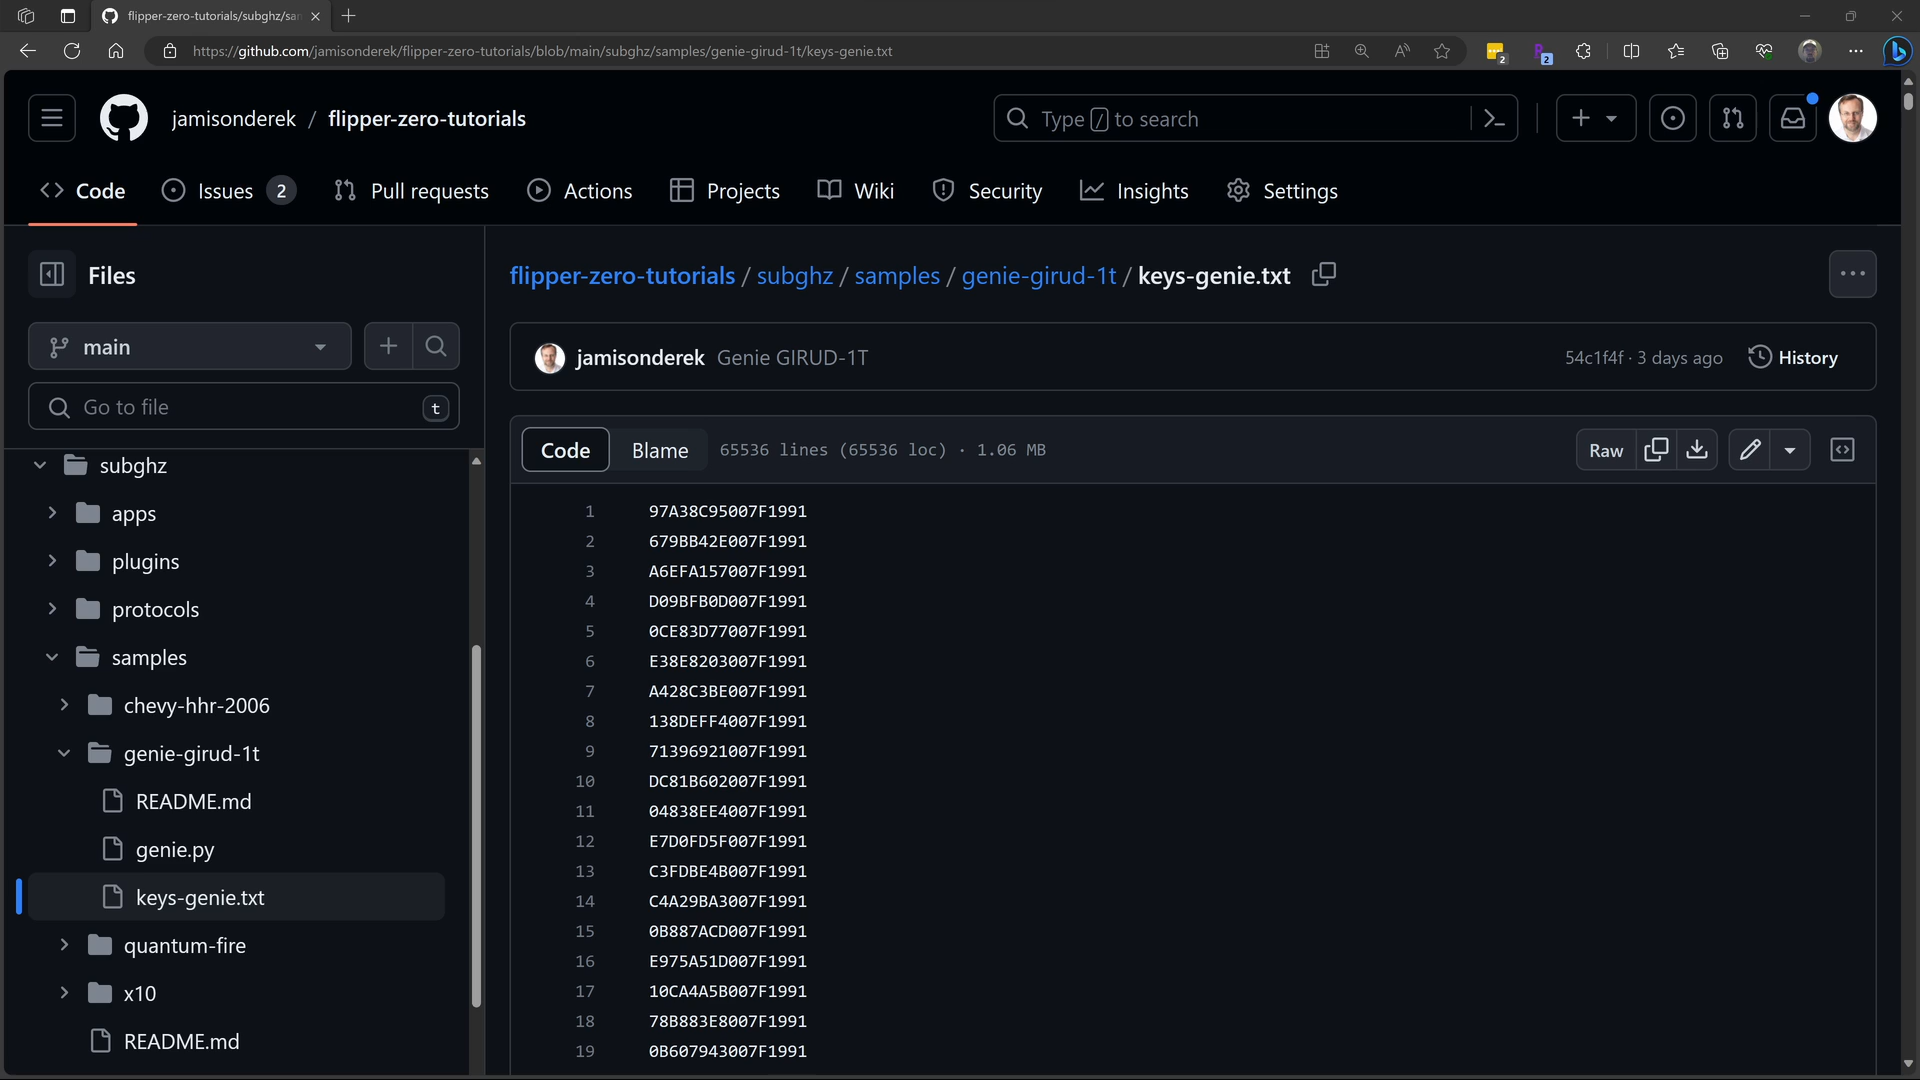 flipper-zero-tutorials/subghz/sam
https://github.com/jamisonderek/flipper-zero-tutorials/blob/main/subghz/samples/genie-girud-1t/keys-genie.txt
2
2
jamisonderek / flipper-zero-tutorials
Type / to search
Code
Issues 2
Pull requests
Actions
Projects
Wiki
Security
Insights
Settings
Files
main
Go to file
t
subghz
apps
plugins
protocols
samples
chevy-hhr-2006
genie-girud-1t
README.md
genie.py
keys-genie.txt
quantum-fire
x10
README.md
flipper-zero-tutorials / subghz / samples / genie-girud-1t / keys-genie.txt
jamisonderek Genie GIRUD-1T
54c1f4f · 3 days ago
History
Code Blame 65536 lines (65536 loc) · 1.06 MB
Raw
1 97A38C95007F1991
2 679BB42E007F1991
3 A6EFA157007F1991
4 D09BFB0D007F1991
5 0CE83D77007F1991
6 E38E8203007F1991
7 A428C3BE007F1991
8 138DEFF4007F1991
9 71396921007F1991
10 DC81B602007F1991
11 04838EE4007F1991
12 E7D0FD5F007F1991
13 C3FDBE4B007F1991
14 C4A29BA3007F1991
15 0B887ACD007F1991
16 E975A51D007F1991
17 10CA4A5B007F1991
18 78B883E8007F1991
19 0B607943007F1991